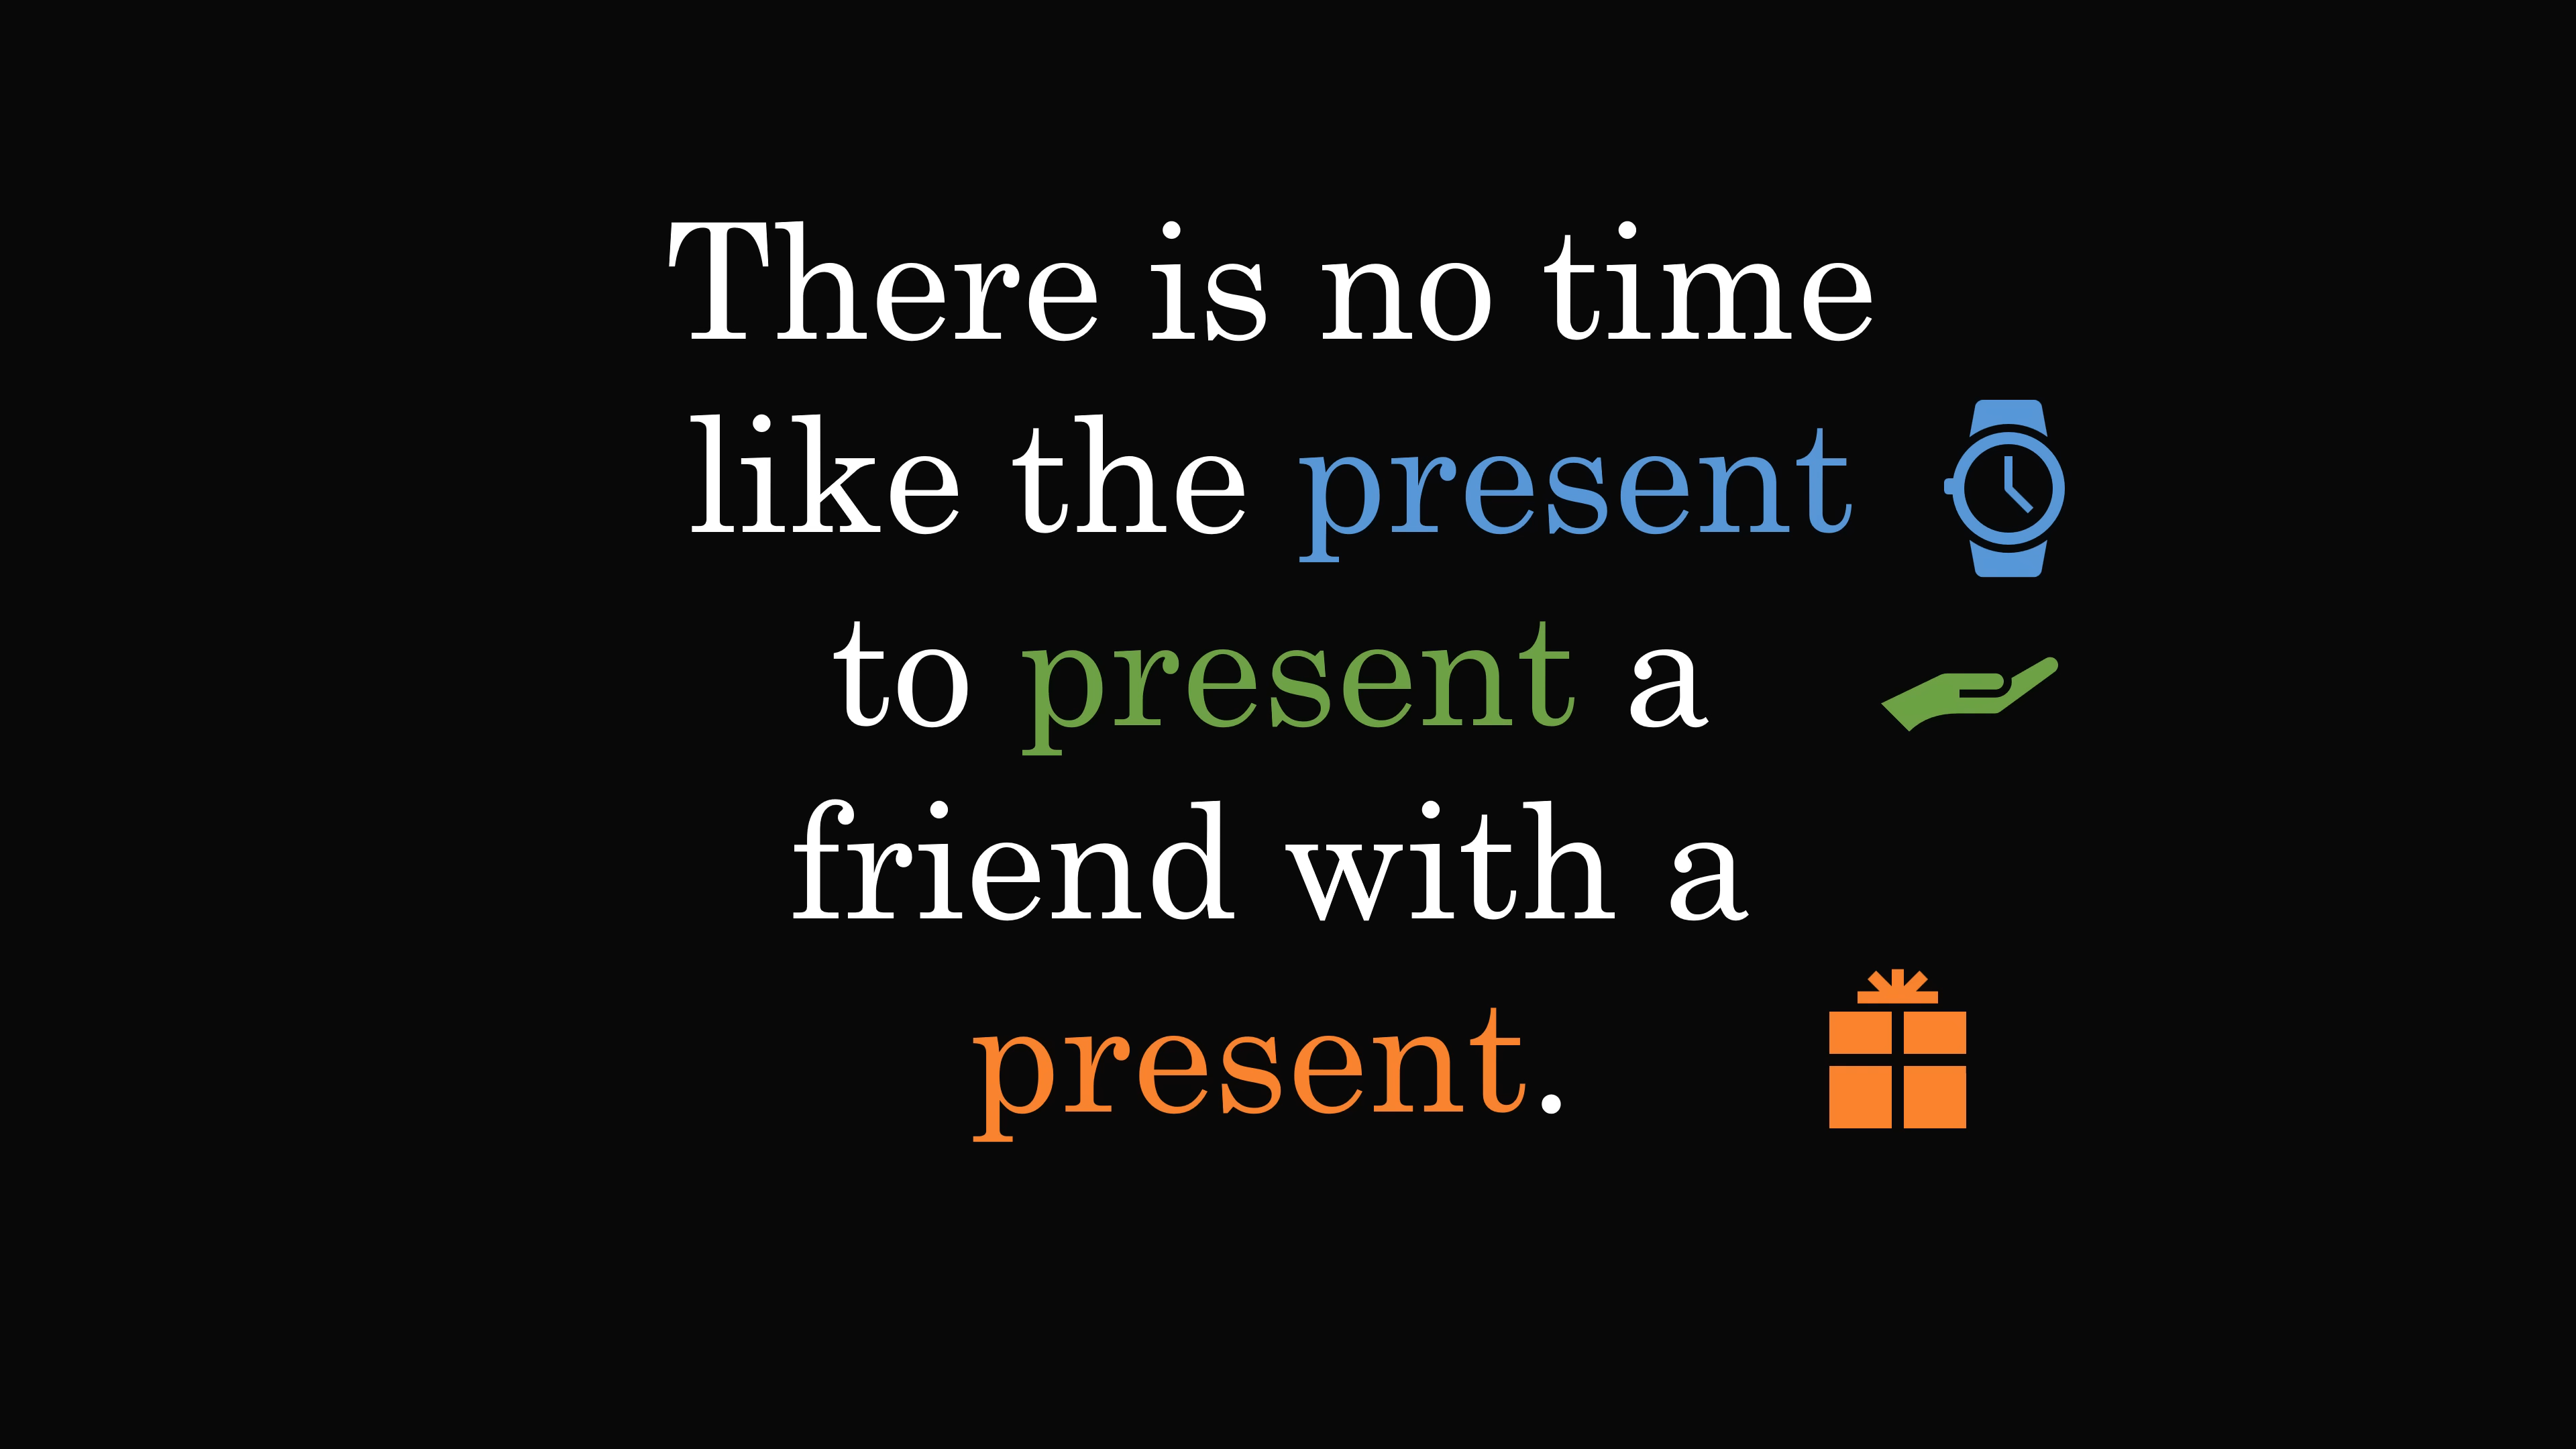 There is no time
like the present
to present a
friend with a
present.